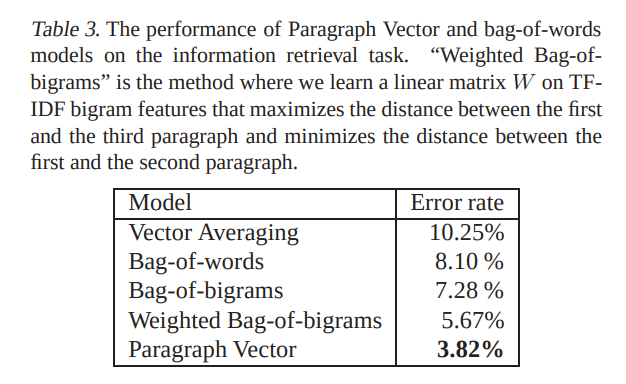 Table 3. The performance of Paragraph Vector and bag-of-words
models on the information retrieval task. “Weighted Bag-of-
bigrams” is the method where we learn a linear matrix W on TF-
IDF bigram features that maximizes the distance between the first
and the third paragraph and minimizes the distance between the
first and the second paragraph.
Model Error rate
Vector Averaging 10.25%
Bag-of-words 8.10 %
Bag-of-bigrams 7.28 %
Weighted Bag-of-bigrams 5.67%
Paragraph Vector 3.82%